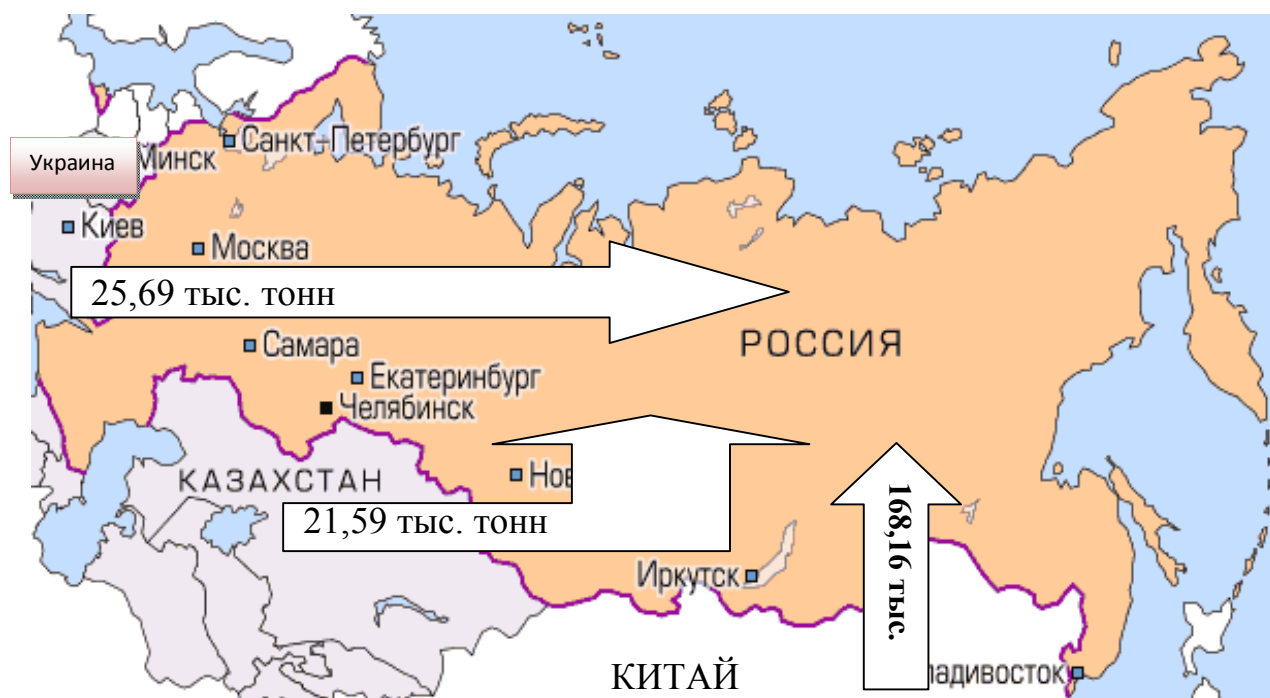 Санкт-Петербург
Украина
Минск
Киев
Москва
25,69 тыс. тонн
РОССИЯ
Самара
Екатеринбург
Челябинск
КАЗАХСТАН
Нов
21,59 тыс. тонн
168,16 тыс.
Иркутск
КИТАЙ
ладивосток